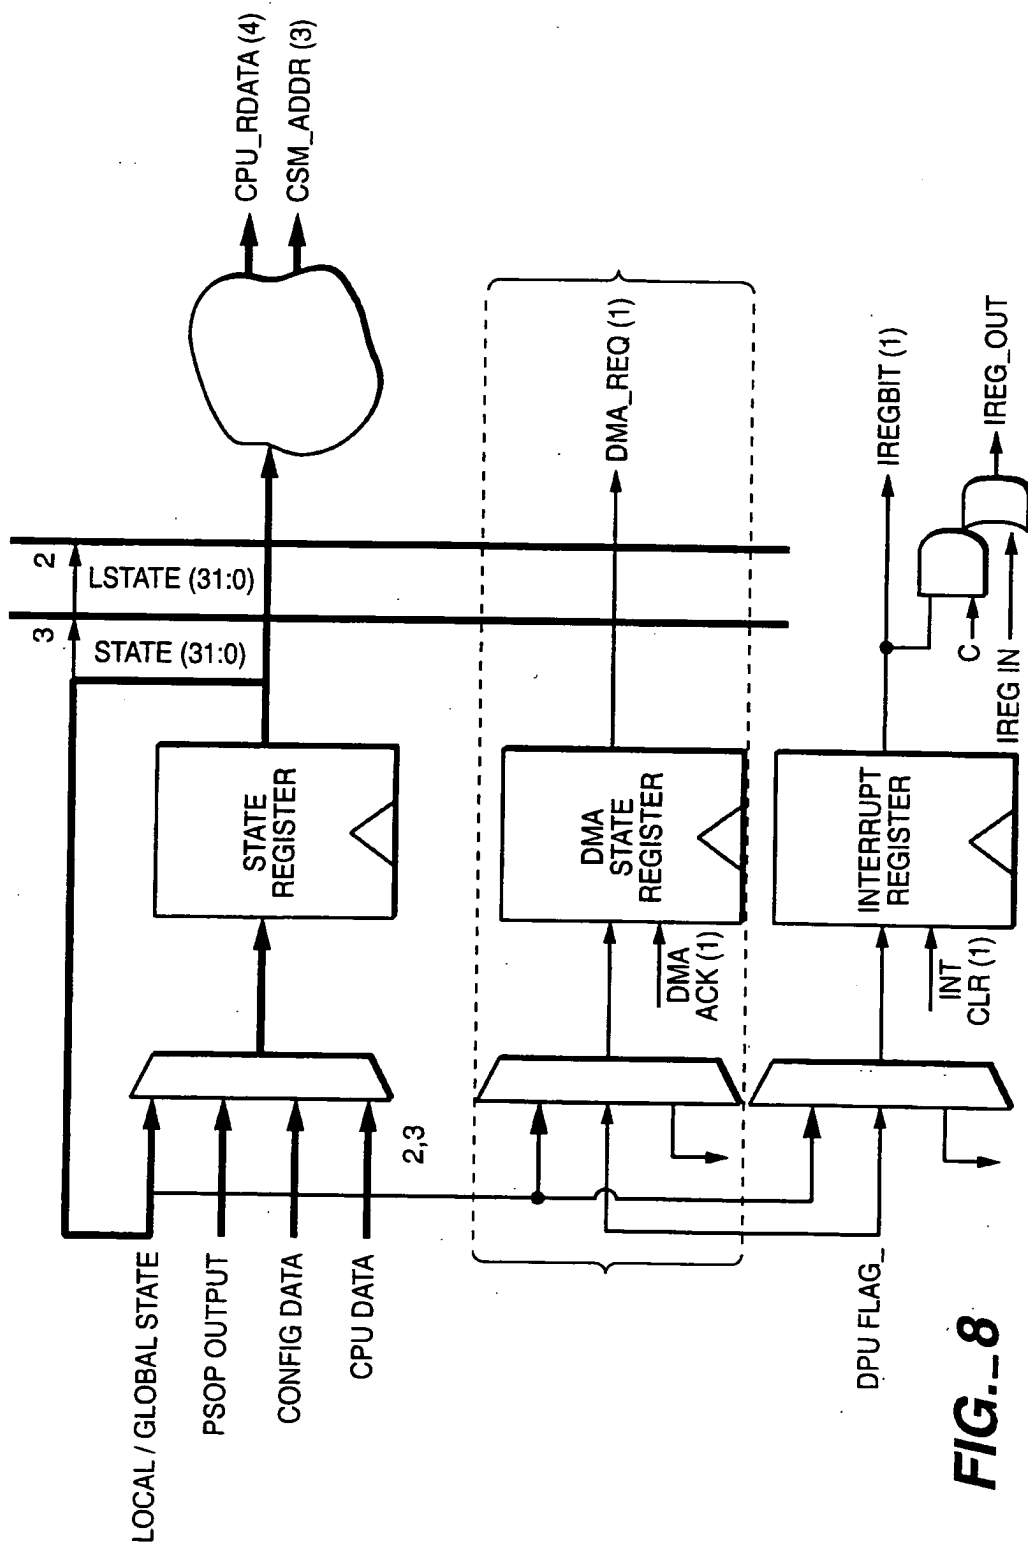 LOCAL / GLOBAL STATE
PSOP OUTPUT
CONFIG DATA
CPU DATA
2,3
STATE
REGISTER
3
STATE (31:0)
2
LSTATE (31:0)
CPU_RDATA (4)
CSM_ADDR (3)
DMA
STATE
REGISTER
DMA
ACK (1)
DMA_REQ (1)
DPU FLAG_
INTERRUPT
REGISTER
INT
CLR (1)
IREGBIT (1)
C
IREG IN
IREG_OUT
FIG._8